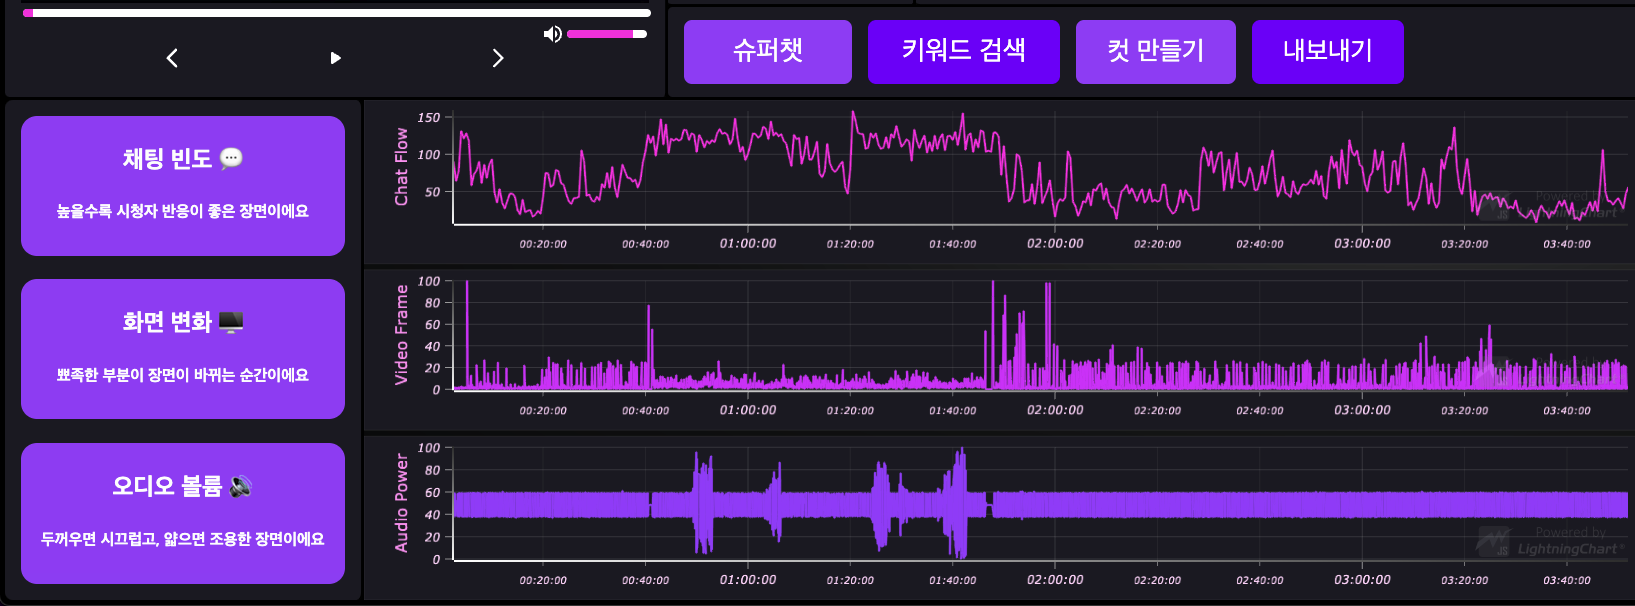 슈퍼챗
키워드 검색
컷 만들기
내보내기
채팅 빈도 💬
높을수록 시청자 반응이 좋은 장면이에요
화면 변화 🖥️
뾰족한 부분이 장면이 바뀌는 순간이에요
오디오 볼륨 🔊
두꺼우면 시끄럽고, 얇으면 조용한 장면이에요
Chat Flow
150
100
50
Powered by
LightningChart®
JS
00:20:00 00:40:00 01:00:00 01:20:00 01:40:00 02:00:00 02:20:00 02:40:00 03:00:00 03:20:00 03:40:00
Video Frame
100
80
60
40
20
0
Powered by
00:20:00 00:40:00 01:00:00 01:20:00 01:40:00 02:00:00 02:20:00 02:40:00 03:00:00 03:20:00 03:40:00
Audio Power
100
80
60
40
20
0
Powered by
LightningChart®
JS
00:20:00 00:40:00 01:00:00 01:20:00 01:40:00 02:00:00 02:20:00 02:40:00 03:00:00 03:20:00 03:40:00